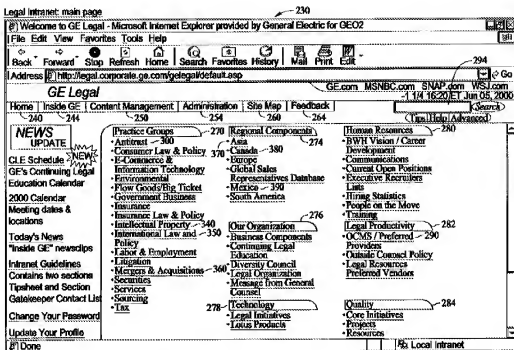 Legal Intranet: main page
230
Welcome to GE Legal - Microsoft Internet Explorer provided by General Electric for GEO2
File Edit View Favorites Tools Help
Back Forward Stop Refresh Home Search Favorites History Mail Print Edit
294
Address http://legal.corporate.ge.com/gelegal/default.asp Go
GE Legal
GE.com MSNBC.com SNAP.com WSJ.com
-1 1/4 16:20 ET Jun 05, 2000
Home Inside GE Content Management Administration Site Map Feedback Search
Tips Help Advanced
240 244 250 254 260 264
NEWS UPDATE
NEW
CLE Schedule
GE's Continuing Legal
Education Calendar
2000 Calendar
Meeting dates &
locations
Today's News
"Inside GE" newsclips
Intranet Guidelines
Contains two sections
Tipsheet and Section
Gatekeeper Contact List
Change Your Password
Update Your Profile
Practice Groups 270
·Antitrust 300
·Consumer Law & Policy 370
·E-Commerce &
Information Technology
·Environmental
·Flow Goods/Big Ticket
·Government Business
·Insurance
·Insurance Law & Policy
·Intellectual Property 340
·International Law and 350
Policy
·Labor & Employment
·Litigation
·Mergers & Acquisitions 360
·Securities
·Services
·Sourcing
·Tax
Regional Components
274
·Asia
·Canada 380
·Europe
·Global Sales
Representatives Database
·Mexico 390
·South America
276
Our Organization
·Business Components
·Continuing Legal
Education
·Diversity Council
·Legal Organization
·Message from General
Counsel
278 Technology
·Legal Initiatives
·Lotus Products
Human Resources 280
·BWH Vision / Career
Development
·Communications
·Current Open Positions
·Executive Recruiters
Lists
·Hiring Statistics
·People on the Move
·Training
Legal Productivity 282
·OCMS / Preferred 290
Providers
·Outside Counsel Policy
·Legal Resources
Preferred Vendors
Quality 284
·Core Initiatives
·Projects
·Resources
Done
Local Intranet